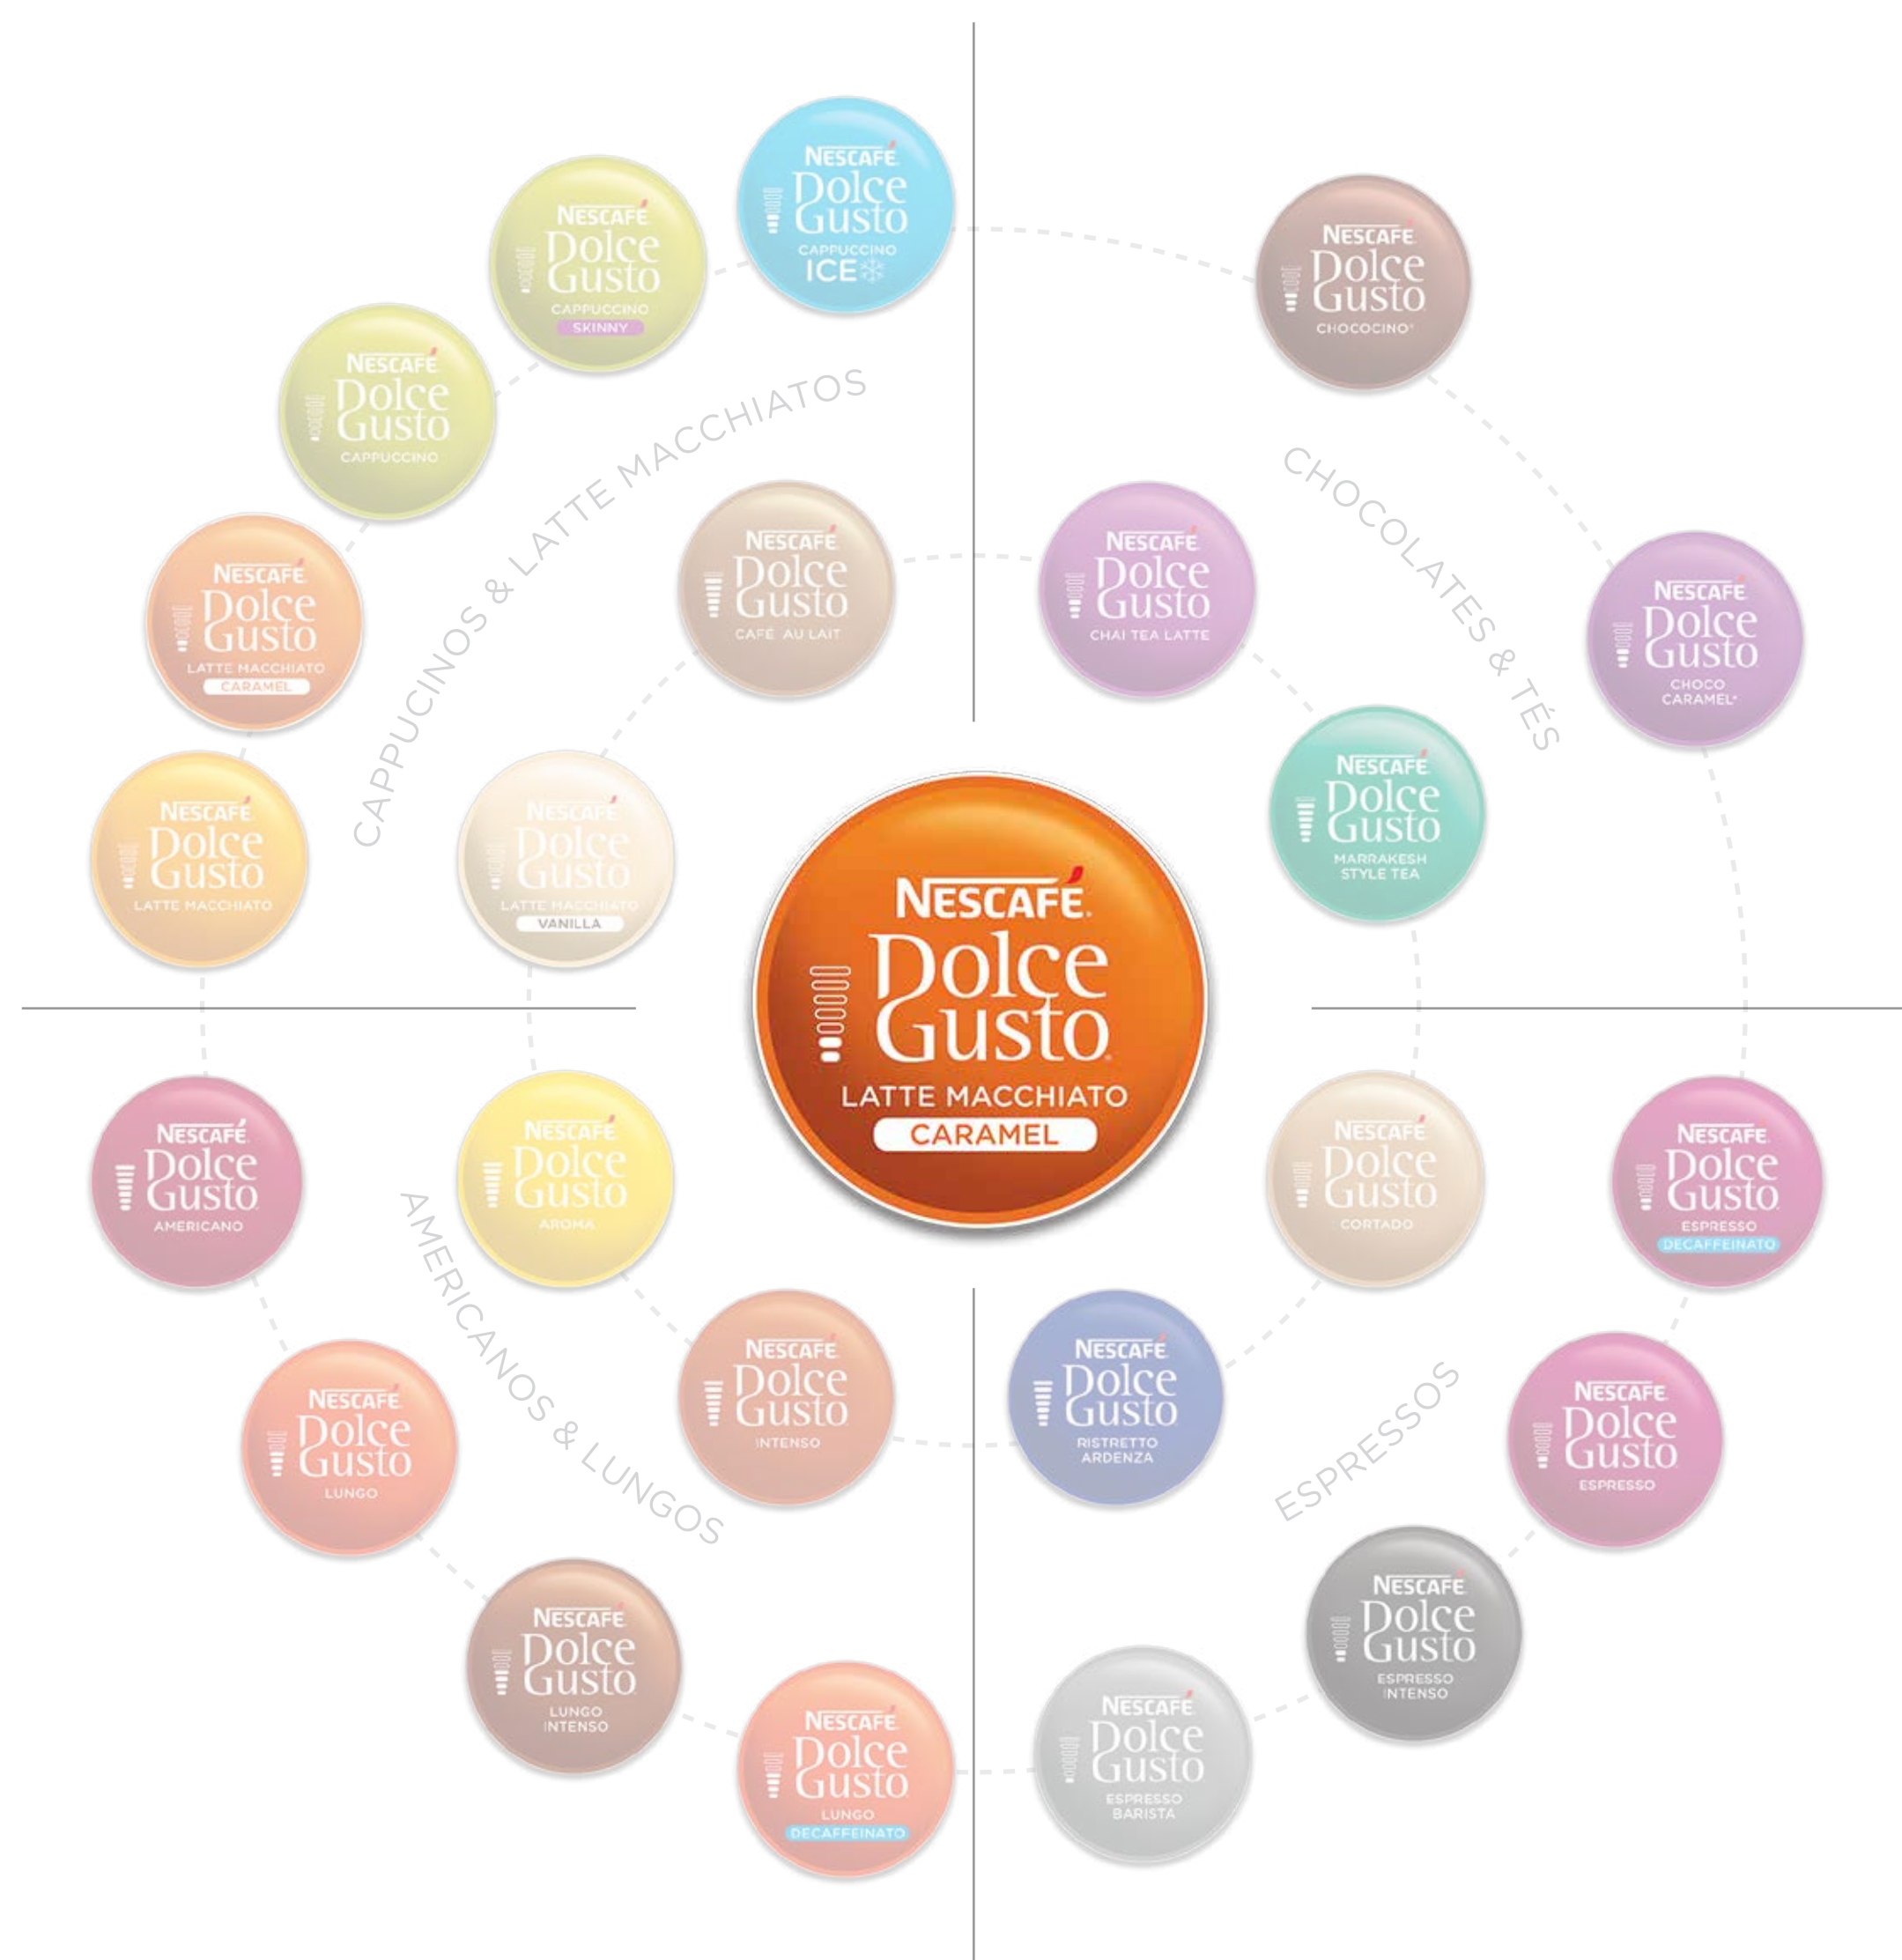 NESCAFÉ
Dolce
Gusto
CAPPUCCINO
ICE
NESCAFÉ
Dolce
Gusto
CAPPUCCINO
SKINNY
NESCAFÉ
Dolce
Gusto
CAPPUCCINO
NESCAFÉ
Dolce
Gusto
LATTE MACCHIATO
CARAMEL
NESCAFÉ
Dolce
Gusto
LATTE MACCHIATO
CAPPUCINOS & LATTE MACCHIATOS
NESCAFÉ
Dolce
Gusto
CAFÉ AU LAIT
NESCAFÉ
Dolce
Gusto
LATTE MACCHIATO
VANILLA
NESCAFÉ
Dolce
Gusto
CHOCOCINO*
NESCAFÉ
Dolce
Gusto
CHOCO
CARAMEL*
CHOCOLATES & TÉS
NESCAFÉ
Dolce
Gusto
CHAI TEA LATTE
NESCAFÉ
Dolce
Gusto
MARRAKESH
STYLE TEA
NESCAFÉ
Dolce
Gusto
LATTE MACCHIATO
CARAMEL
NESCAFÉ
Dolce
Gusto
AMERICANO
NESCAFÉ
Dolce
Gusto
AROMA
NESCAFÉ
Dolce
Gusto
INTENSO
AMERICANOS & LUNGOS
NESCAFÉ
Dolce
Gusto
LUNGO
NESCAFÉ
Dolce
Gusto
LUNGO
INTENSO
NESCAFÉ
Dolce
Gusto
LUNGO
DECAFFEINATO
NESCAFÉ
Dolce
Gusto
CORTADO
NESCAFÉ
Dolce
Gusto
ESPRESSO
DECAFFEINATO
NESCAFÉ
Dolce
Gusto
RISTRETTO
ARDENZA
ESPRESSOS
NESCAFÉ
Dolce
Gusto
ESPRESSO
NESCAFÉ
Dolce
Gusto
ESPRESSO
INTENSO
NESCAFÉ
Dolce
Gusto
ESPRESSO
BARISTA